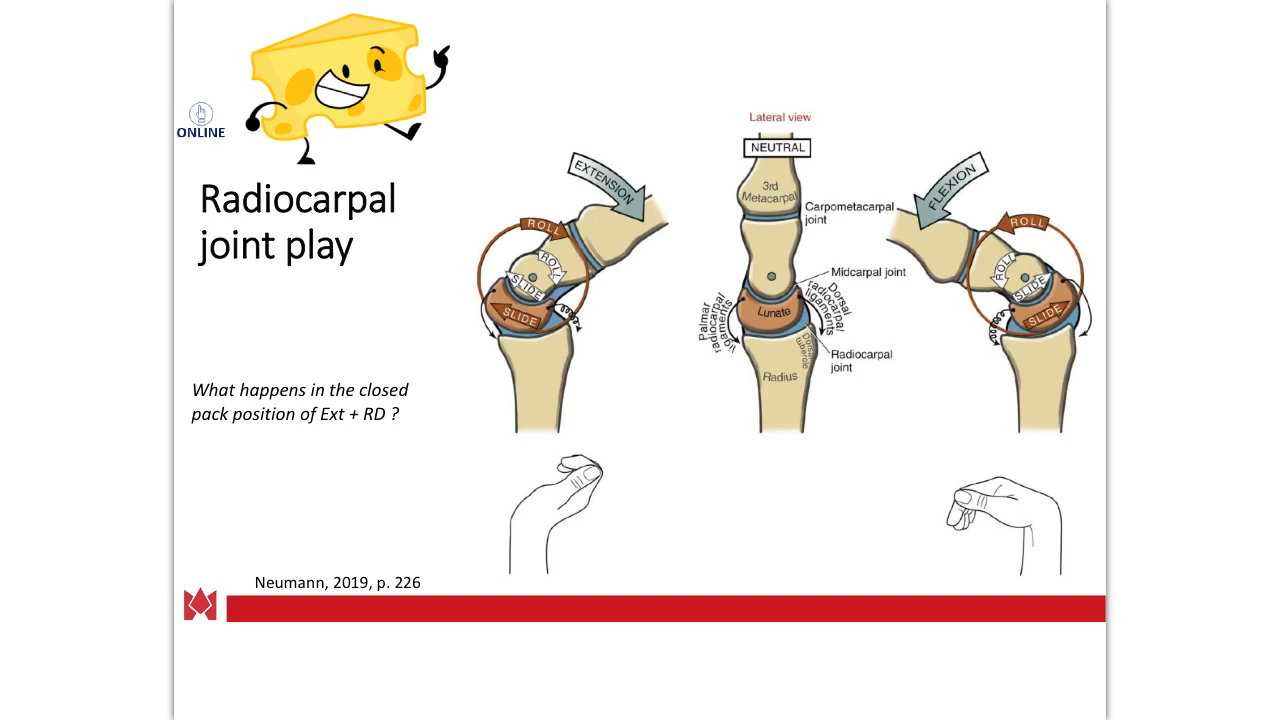 ONLINE
Radiocarpal
joint play
What happens in the closed
pack position of Ext + RD ?
Neumann, 2019, p. 226
EXTENSION
ROLL
ROLL
SLIDE
SLIDE
Lateral view
NEUTRAL
3rd
Metacarpal
Carpometacarpal
joint
Midcarpal joint
Palmar
radiocarpal
ligaments
Lunate
Dorsal
radiocarpal
ligaments
Dorsal
tubercle
Radiocarpal
joint
Radius
FLEXION
ROLL
ROLL
SLIDE
SLIDE